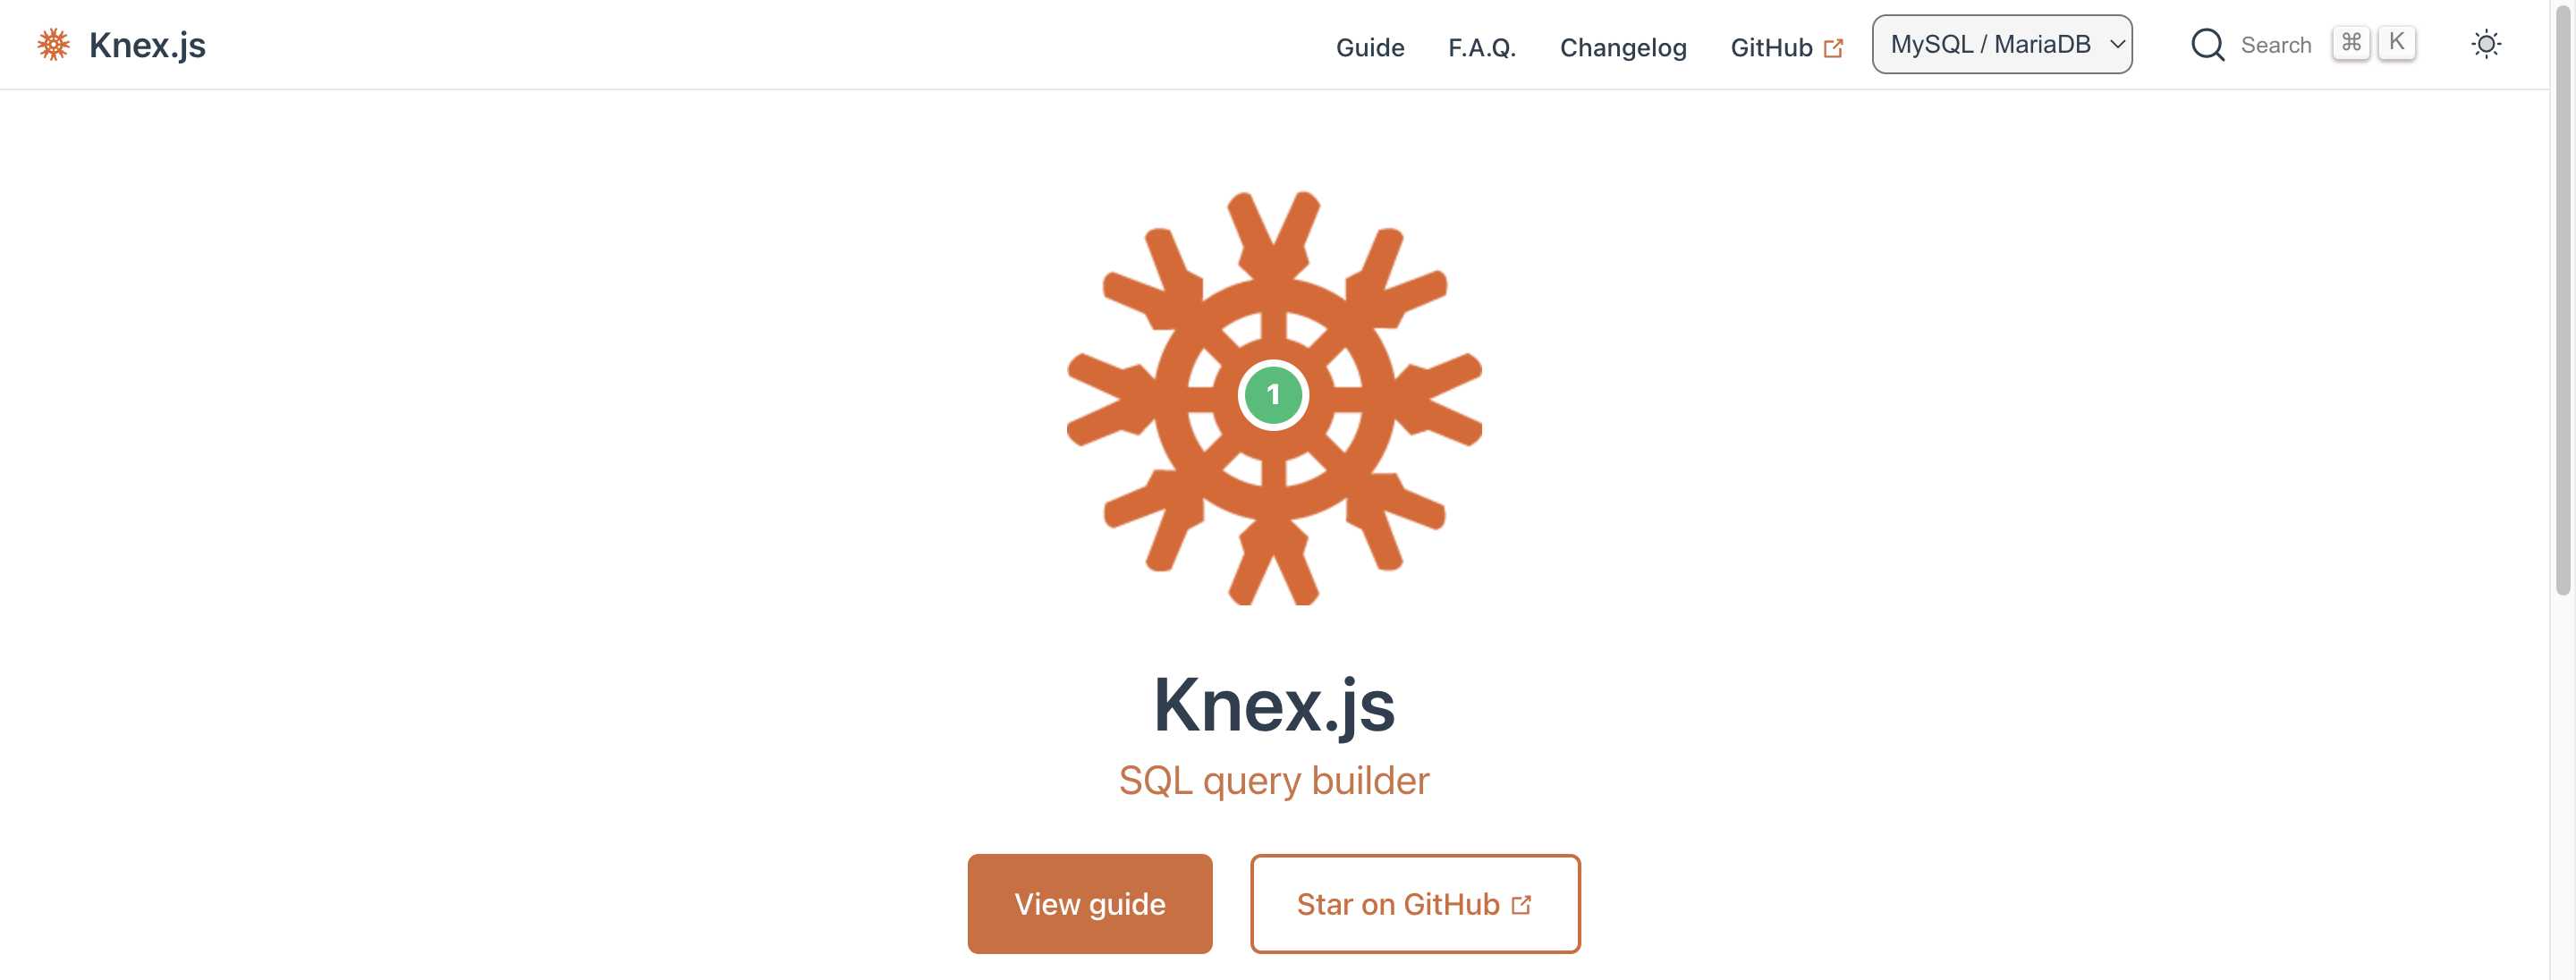 Knex.js
Guide F.A.Q. Changelog GitHub MySQL / MariaDB Search ⌘ K
1
Knex.js
SQL query builder
View guide Star on GitHub